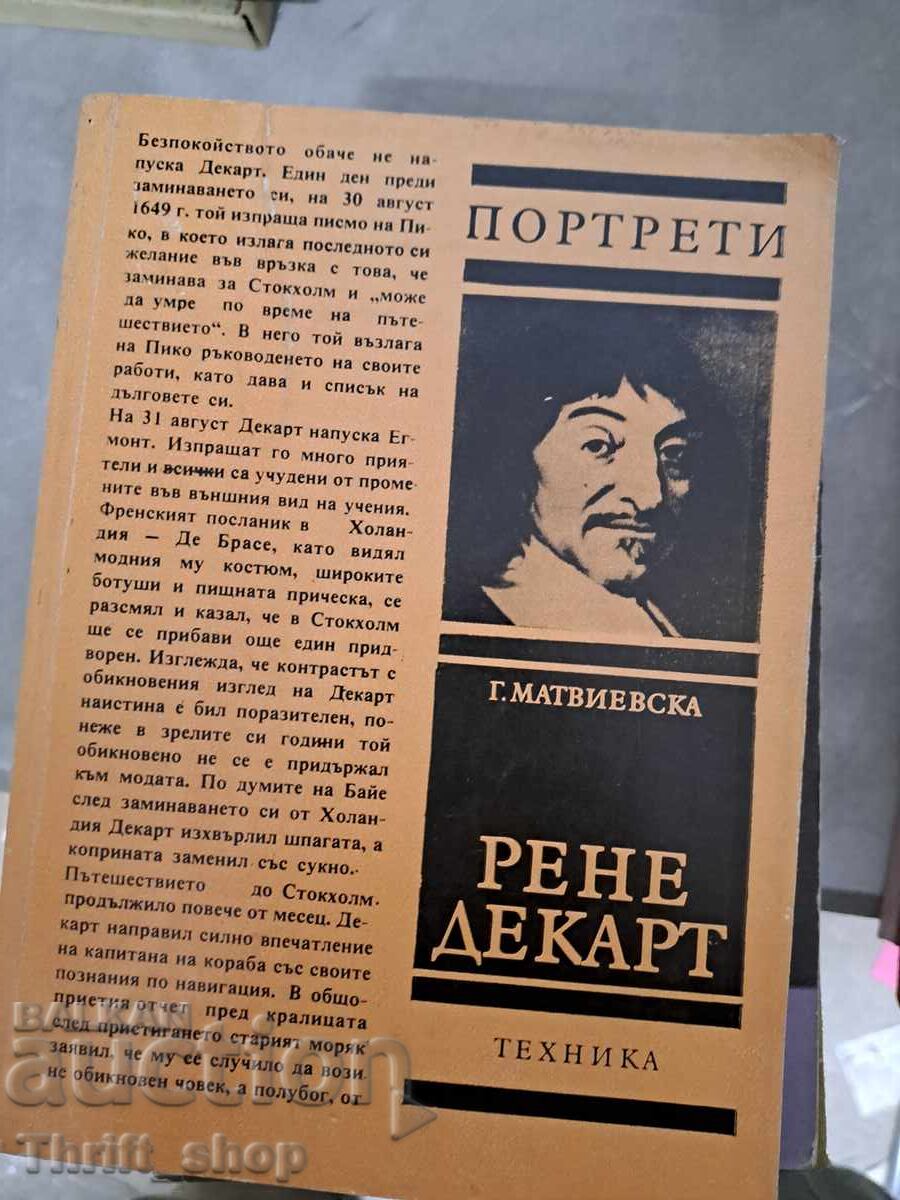 Безпокойството обаче не на-
пуска Декарт. Един ден преди
заминаването си, на 30 август
1649 г. той изпраща писмо на Пи-
ко, в което излага последното си
желание във връзка с това, че
заминава за Стокхолм и „може
да умре по време на пъте-
шествието“. В него той възлага
на Пико ръководенето на своите
работи, като дава и списък на
дълговете си.
На 31 август Декарт напуска Ег-
монт. Изпращат го много прия-
тели и всички са учудени от проме-
ните във външния вид на учения.
Френският посланик в Холан-
дия — Де Брасе, като видял
модния му костюм, широките
ботуши и пищната прическа, се
разсмял и казал, че в Стокхолм
ще се прибави още един прид-
ворен. Изглежда, че контрастът с
обикновения изглед на Декарт
наистина е бил поразителен, по-
неже в зрелите си години той
обикновено не се е придържал
към модата. По думите на Байе
след заминаването си от Холан-
дия Декарт изхвърлил шпагата, а
коприната заменил със сукно.
Пътешествието до Стокхолм
продължило повече от месец. Де-
карт направил силно впечатление
на капитана на кораба със своите
познания по навигация. В общо-
приетия отчет пред кралицата
след пристигането старият моряк
заявил, че му се случило да вози
не обикновен човек, а полубог, от
ПОРТРЕТИ
Г. МАТВИЕВСКА
РЕНЕ
ДЕКАРТ
ТЕХНИКА
BALKAN
auction
Thrift_shop